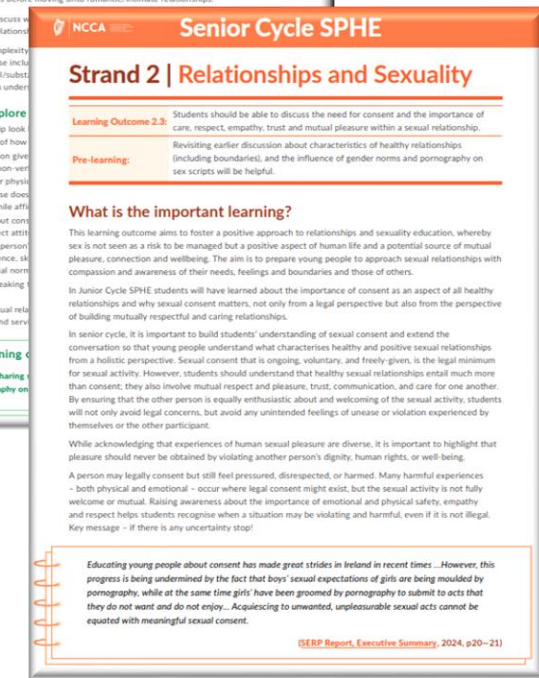 NCCA
Senior Cycle SPHE
Strand 2 | Relationships and Sexuality
Learning Outcome 2.3: Students should be able to discuss the need for consent and the importance of
care, respect, empathy, trust and mutual pleasure within a sexual relationship.
Pre-learning: Revisiting earlier discussion about characteristics of healthy relationships
(including boundaries), and the influence of gender norms and pornography on
sex scripts will be helpful.
What is the important learning?
This learning outcome aims to foster a positive approach to relationships and sexuality education, whereby
sex is not seen as a risk to be managed but a positive aspect of human life and a potential source of mutual
pleasure, connection and wellbeing. The aim is to prepare young people to approach sexual relationships with
compassion and awareness of their needs, feelings and boundaries and those of others.
In Junior Cycle SPHE students will have learned about the importance of consent as an aspect of all healthy
relationships and why sexual consent matters, not only from a legal perspective but also from the perspective
of building mutually respectful and caring relationships.
In senior cycle, it is important to build students' understanding of sexual consent and extend the
conversation so that young people understand what characterises healthy and positive sexual relationships
from a holistic perspective. Sexual consent that is ongoing, voluntary, and freely-given, is the legal minimum
for sexual activity. However, students should understand that healthy sexual relationships entail much more
than consent; they also involve mutual respect and pleasure, trust, communication, and care for one another.
By ensuring that the other person is equally enthusiastic about and welcoming of the sexual activity, students
will not only avoid legal concerns, but avoid any unintended feelings of unease or violation experienced by
themselves or the other participant.
While acknowledging that experiences of human sexual pleasure are diverse, it is important to highlight that
pleasure should never be obtained by violating another person's dignity, human rights, or well-being.
A person may legally consent but still feel pressured, disrespected, or harmed. Many harmful experiences
– both physical and emotional – occur where legal consent might exist, but the sexual activity is not fully
welcome or mutual. Raising awareness about the importance of emotional and physical safety, empathy
and respect helps students recognise when a situation may be violating and harmful, even if it is not illegal.
Key message – if there is any uncertainty stop!
Educating young people about consent has made great strides in Ireland in recent times ...However, this
progress is being undermined by the fact that boys' sexual expectations of girls are being moulded by
pornography, while at the same time girls' have been groomed by pornography to submit to acts that
they do not want and do not enjoy... Acquiescing to unwanted, unpleasurable sexual acts cannot be
equated with meaningful sexual consent.
(SERP Report, Executive Summary, 2024, p20–21)